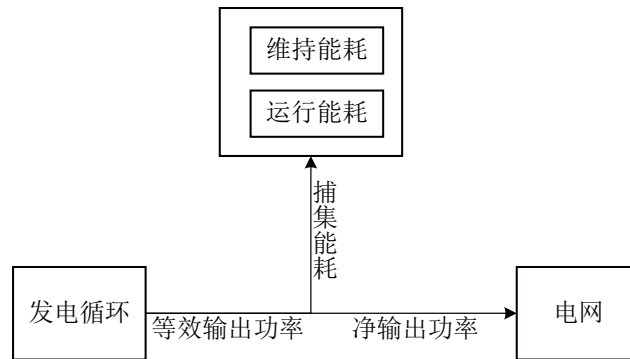 维持能耗
运行能耗
捕集能耗
发电循环
等效输出功率
净输出功率
电网